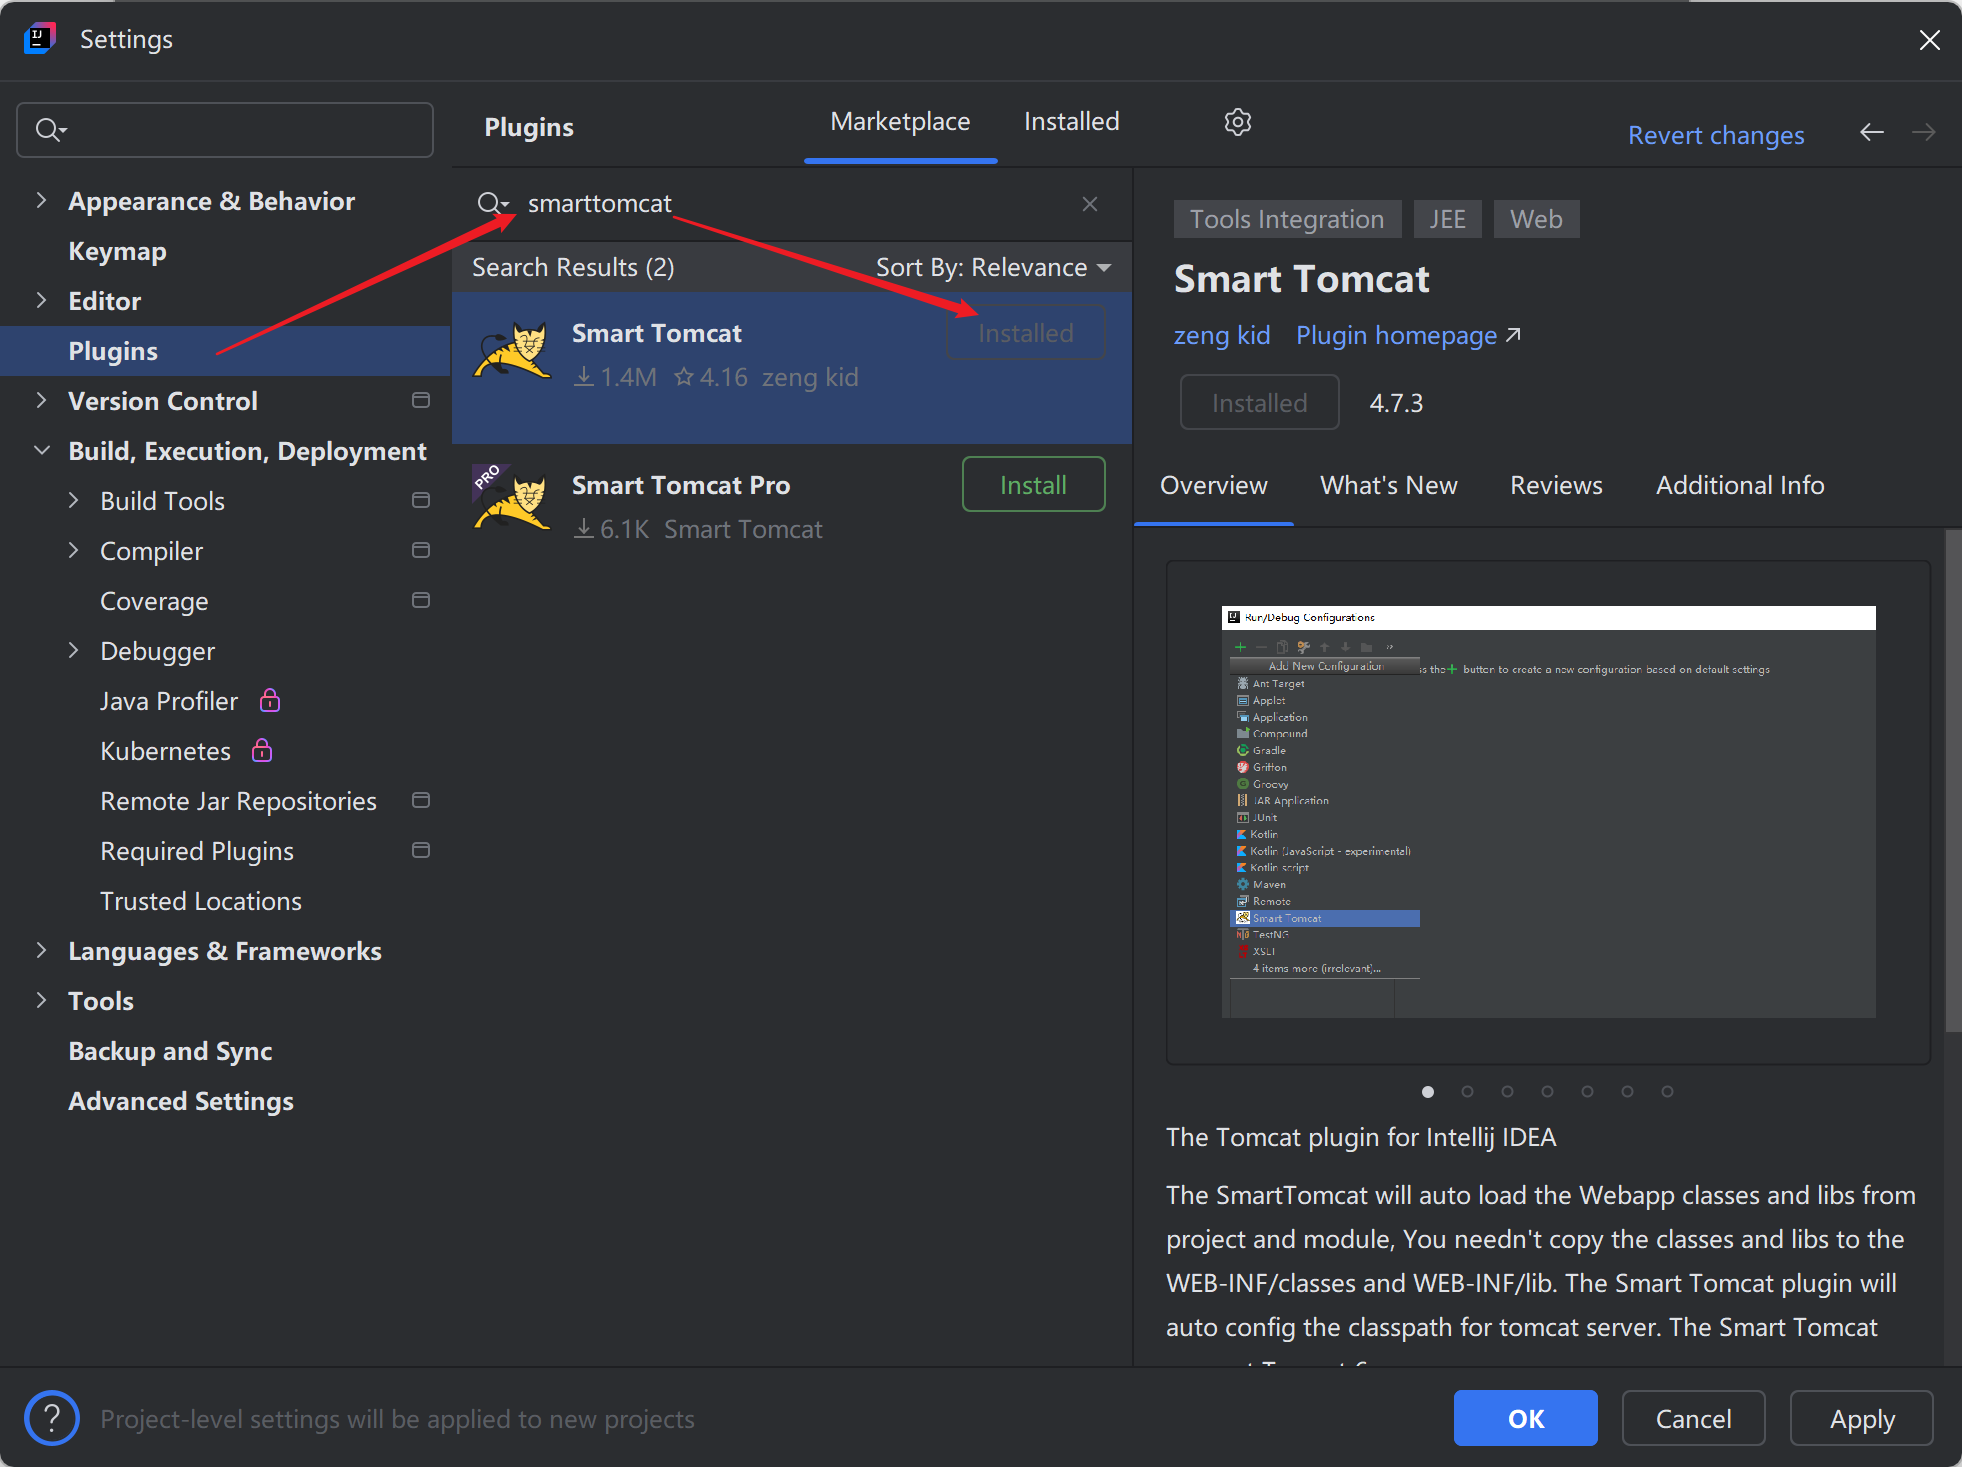 Settings
Plugins
Marketplace
Installed
Revert changes
Appearance & Behavior
Keymap
Editor
Plugins
Version Control
Build, Execution, Deployment
Build Tools
Compiler
Coverage
Debugger
Java Profiler
Kubernetes
Remote Jar Repositories
Required Plugins
Trusted Locations
Languages & Frameworks
Tools
Backup and Sync
Advanced Settings
smarttomcat
Search Results (2)
Sort By: Relevance
Smart Tomcat
Installed
1.4M 4.16 zeng kid
PRO
Smart Tomcat Pro
Install
6.1K Smart Tomcat
Tools Integration JEE Web
Smart Tomcat
zeng kid Plugin homepage
Installed 4.7.3
Overview What's New Reviews Additional Info
Run/Debug Configurations
Add New Configuration
ss the + button to create a new configuration based on default settings
Ant Target
Applet
Application
Compound
Gradle
Griffon
Groovy
JAR Application
JUnit
Kotlin
Kotlin (JavaScript - experimental)
Kotlin script
Maven
Remote
Smart Tomcat
TestNG
XSLT
4 items more (irrelevant)...
The Tomcat plugin for Intellij IDEA
The SmartTomcat will auto load the Webapp classes and libs from
project and module, You needn't copy the classes and libs to the
WEB-INF/classes and WEB-INF/lib. The Smart Tomcat plugin will
auto config the classpath for tomcat server. The Smart Tomcat
? Project-level settings will be applied to new projects
OK
Cancel
Apply